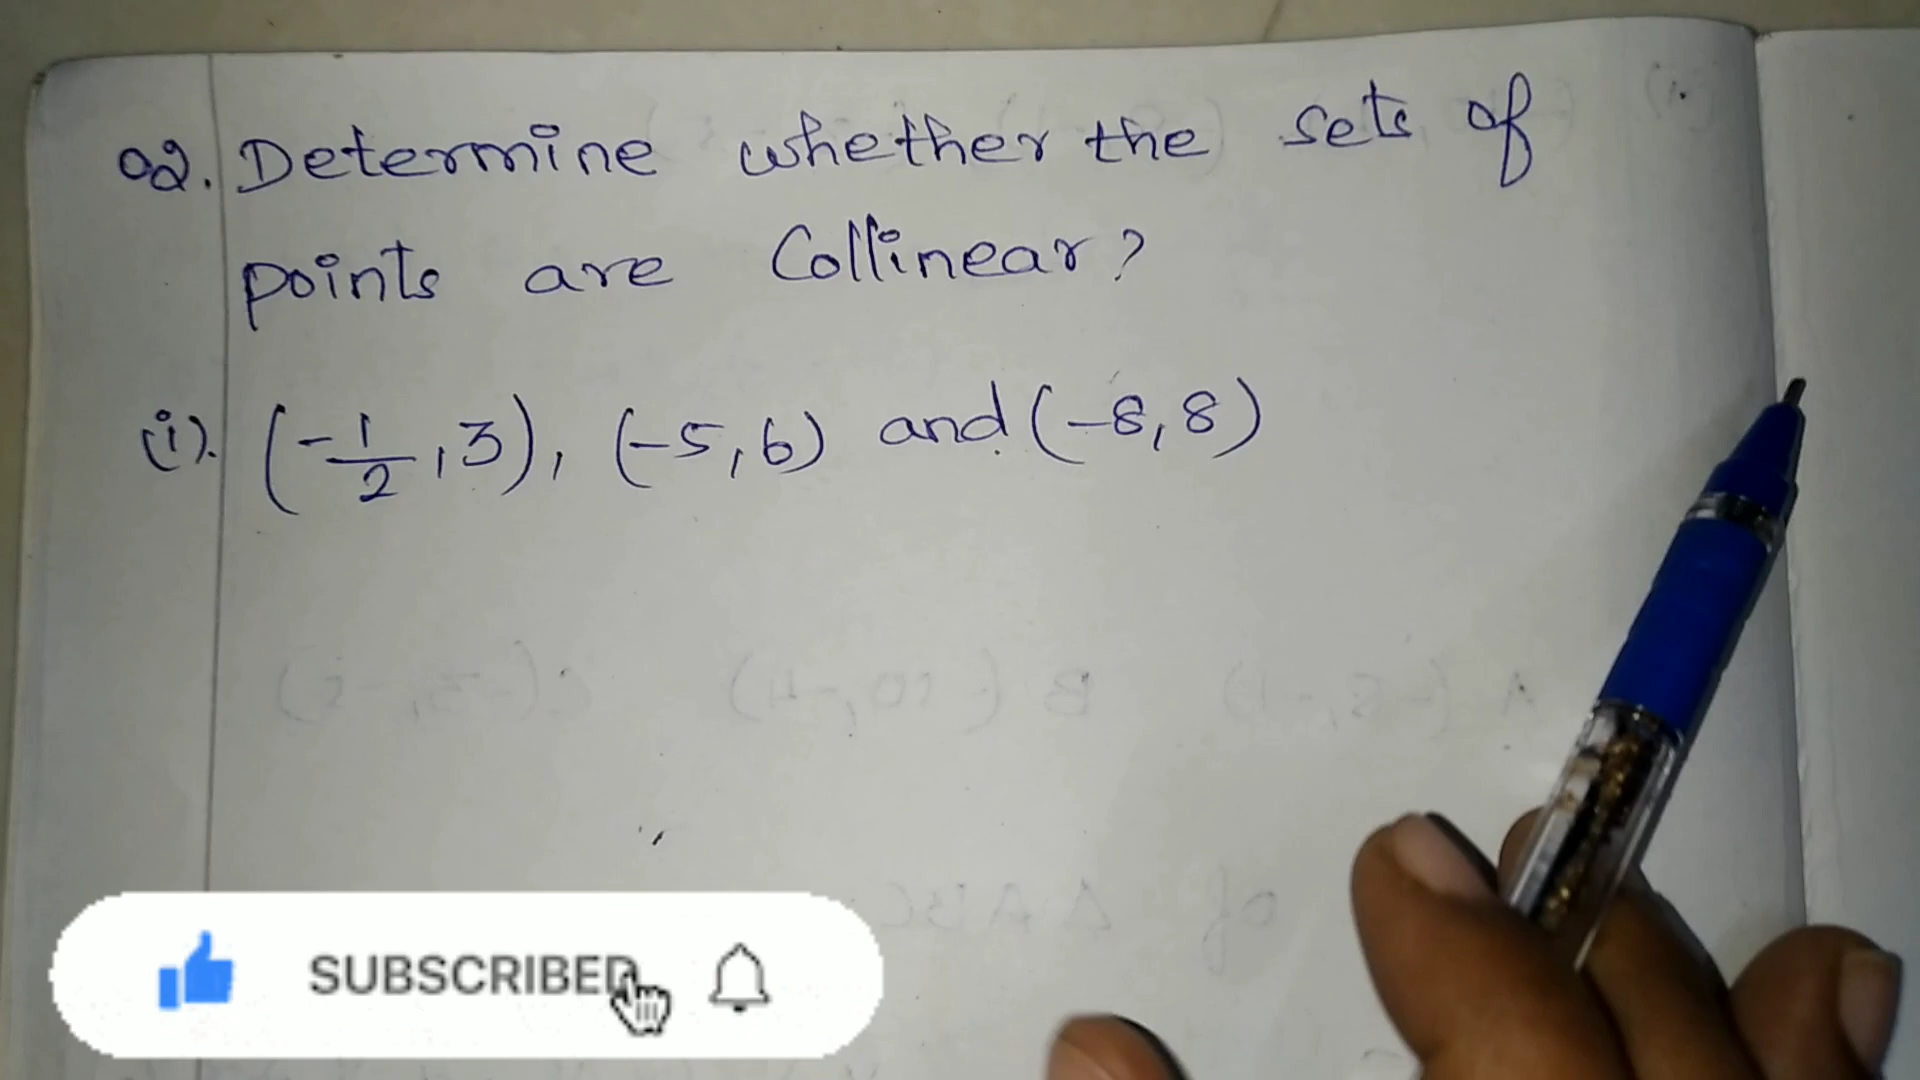 Q2. Determine whether the sets of
points are Collinear?
(i). (-1/2, 3), (-5, 6) and (-8, 8)
SUBSCRIBED